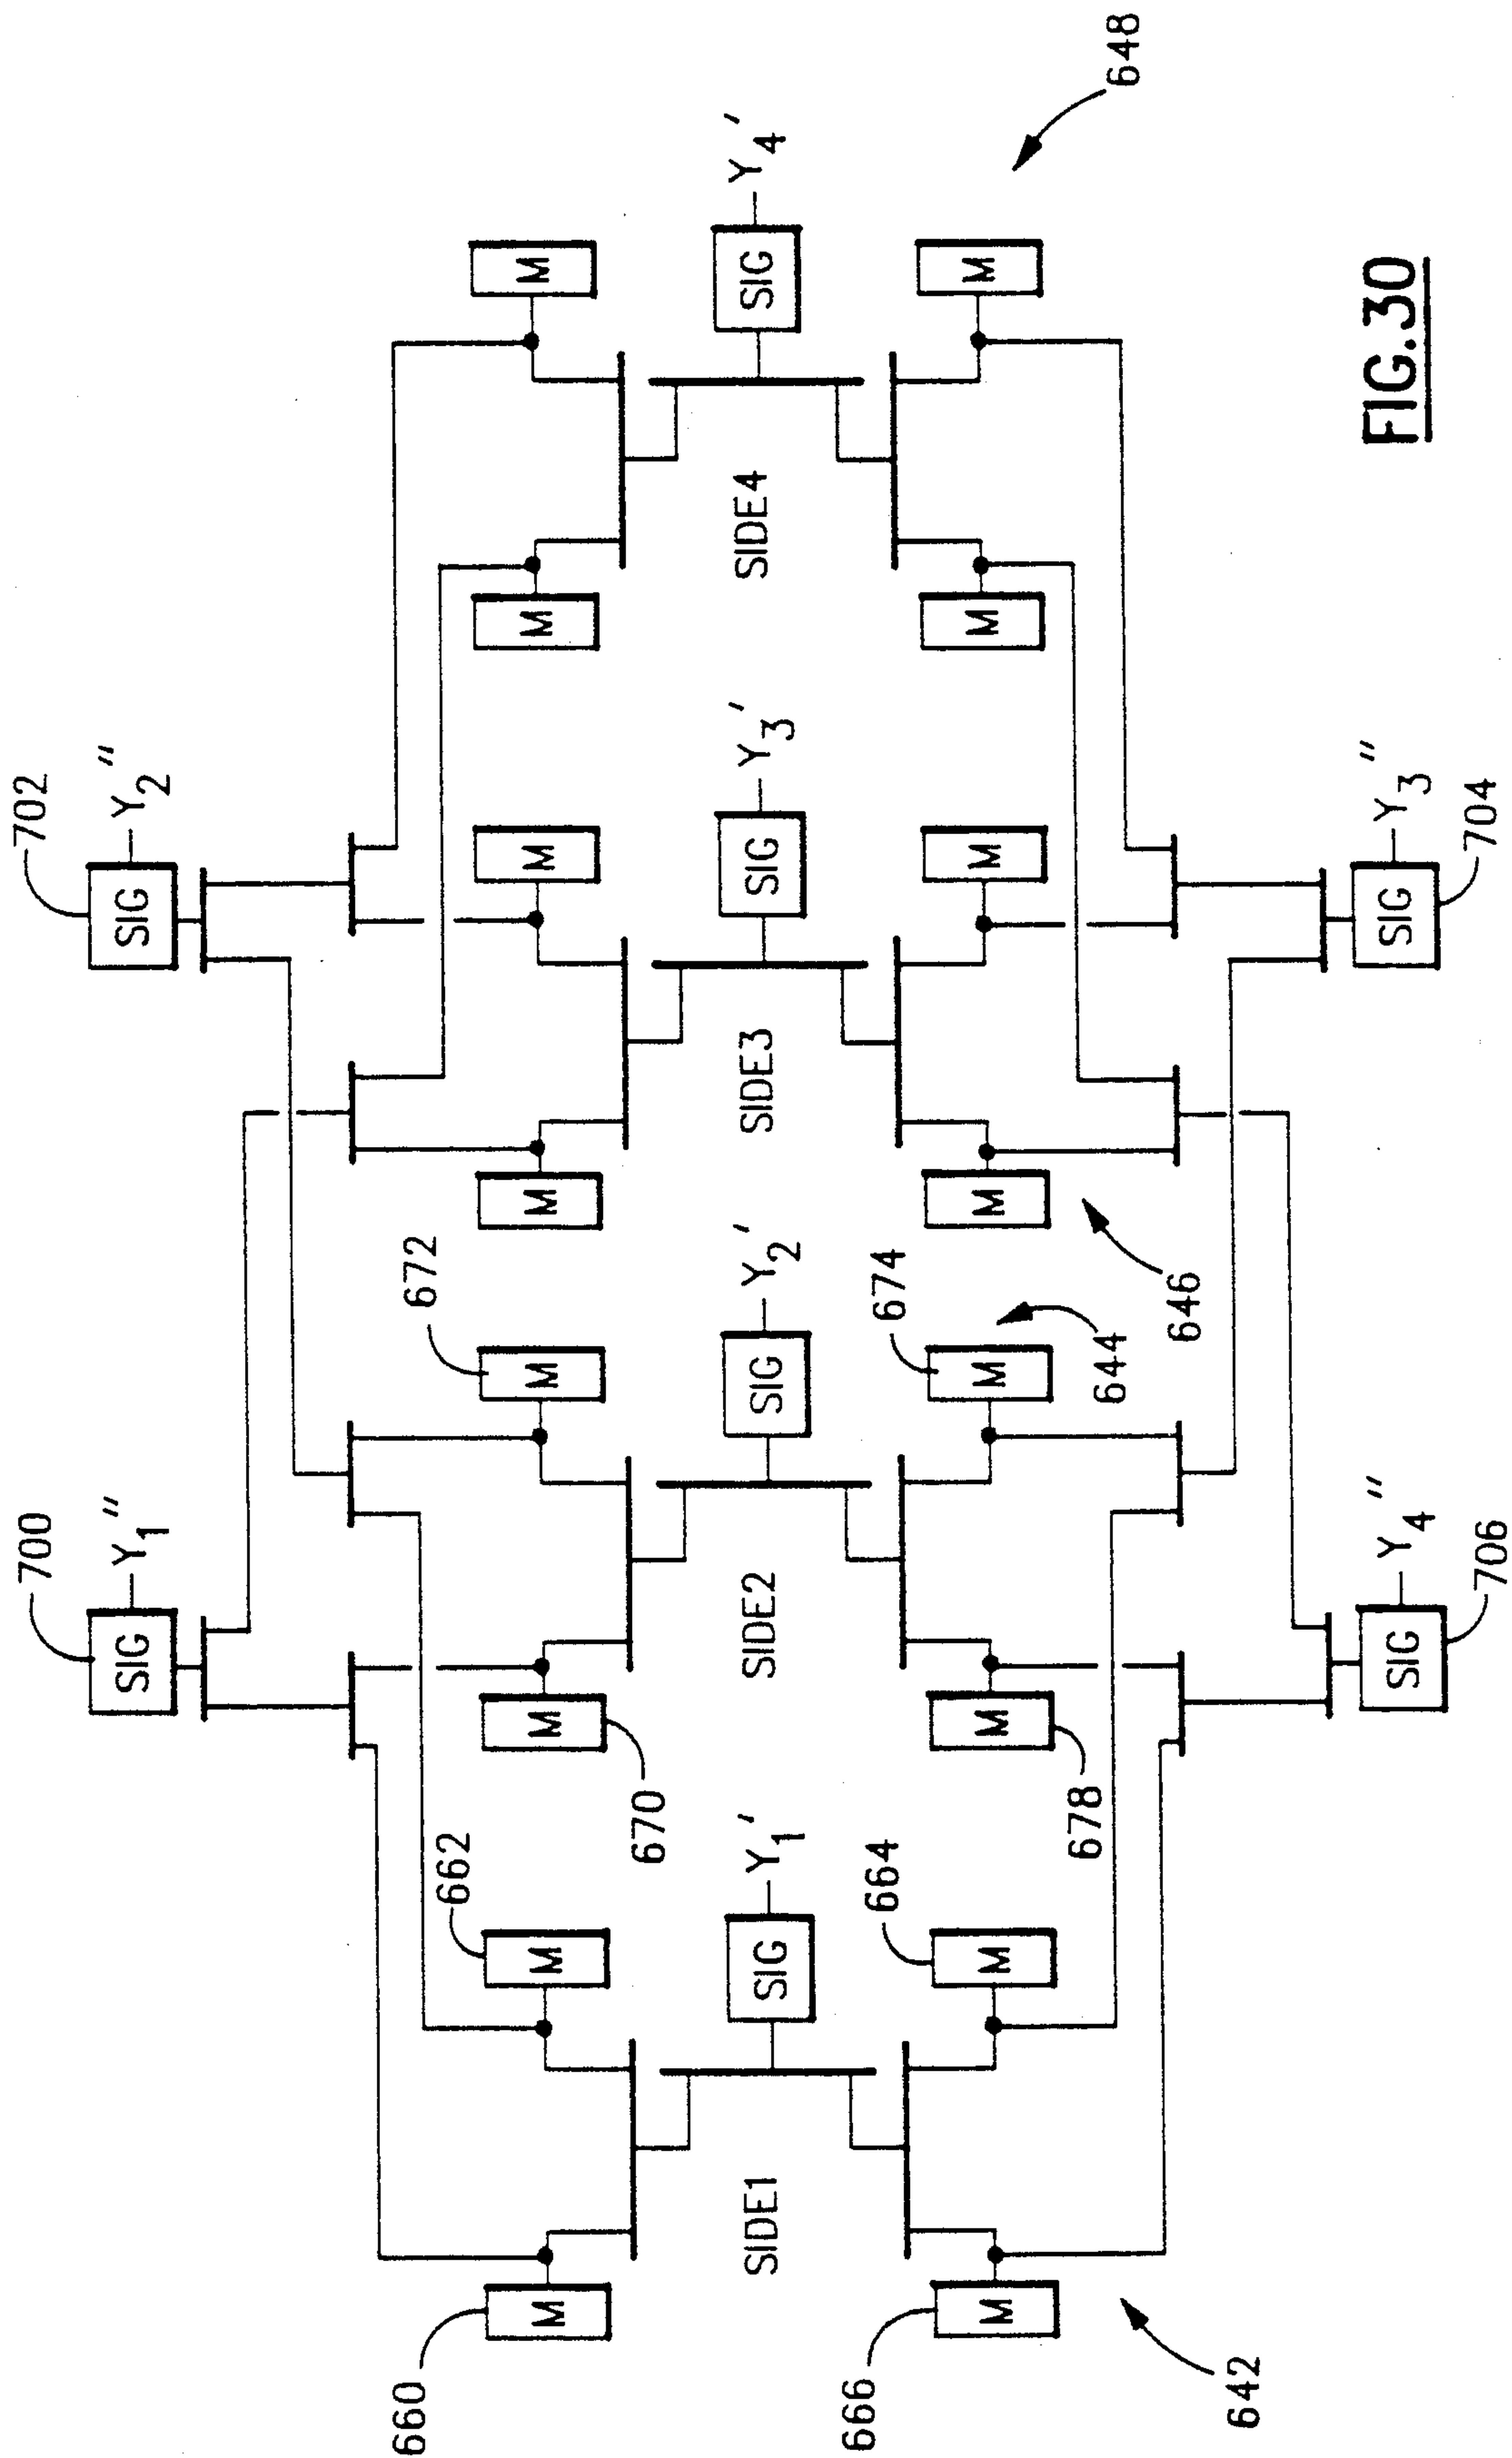 700
702
SIG
Y1''
SIG
Y2''
660
662
670
672
M
M
M
M
M
M
M
M
SIDE1
SIG
Y1'
SIDE2
SIG
Y2'
SIDE3
SIG
Y3'
SIDE4
SIG
Y4'
666
664
678
674
M
M
M
M
M
M
M
M
642
644
646
648
SIG
Y4''
SIG
Y3''
706
704
FIG.30